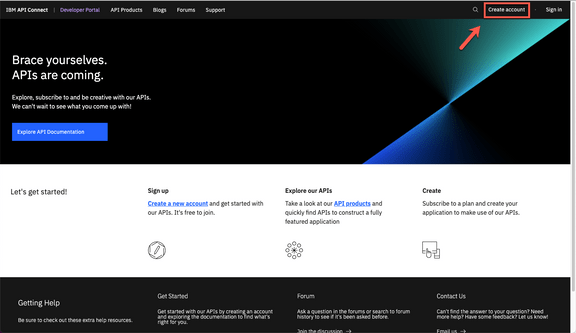 IBM API Connect | Developer Portal API Products Blogs Forums Support Create account Sign in
Brace yourselves.
APIs are coming.
Explore, subscribe to and be creative with our APIs.
We can't wait to see what you come up with!
Explore API Documentation
Let's get started!
Sign up
Create a new account and get started with
our APIs. It's free to join.
Explore our APIs
Take a look at our API products and
quickly find APIs to construct a fully
featured application
Create
Subscribe to a plan and create your
application to make use of our APIs.
Getting Help
Be sure to check out these extra help resources.
Get Started
Get started with our APIs by creating an
account and exploring the documentation to find what's
right for you.
Forum
Ask a question in the forums or search to forum
history to see if it's been asked before.
Join the discussion →
Contact Us
Can't find the answer to your question? Need
more help? Have some feedback? Let us know!
Email us →